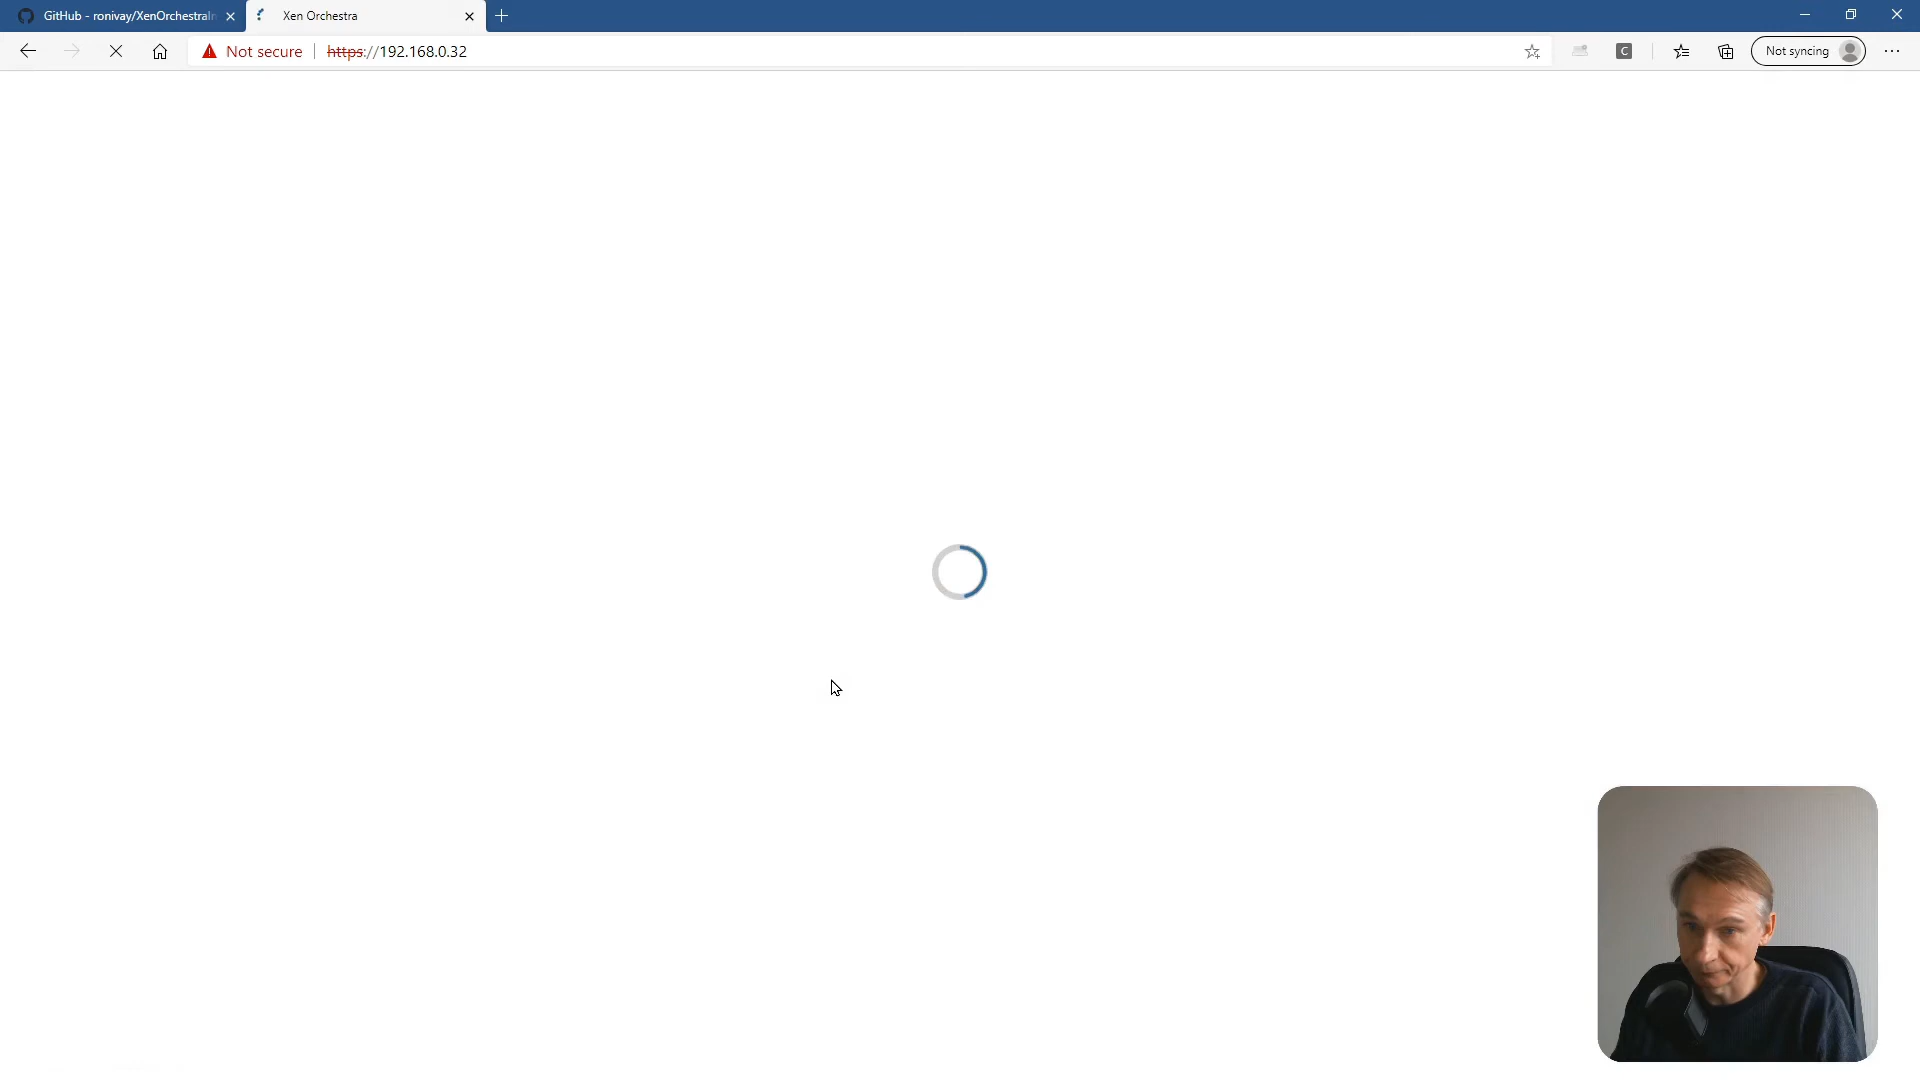 GitHub - ronivay/XenOrchestraIn
Xen Orchestra
Not secure
https://192.168.0.32
C
Not syncing